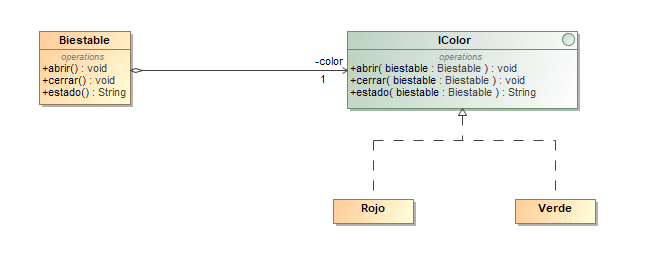 Biestable
operations
+abrir() : void
+cerrar() : void
+estado() : String
-color
1
IColor
operations
+abrir( biestable : Biestable ) : void
+cerrar( biestable : Biestable ) : void
+estado( biestable : Biestable ) : String
Rojo
Verde